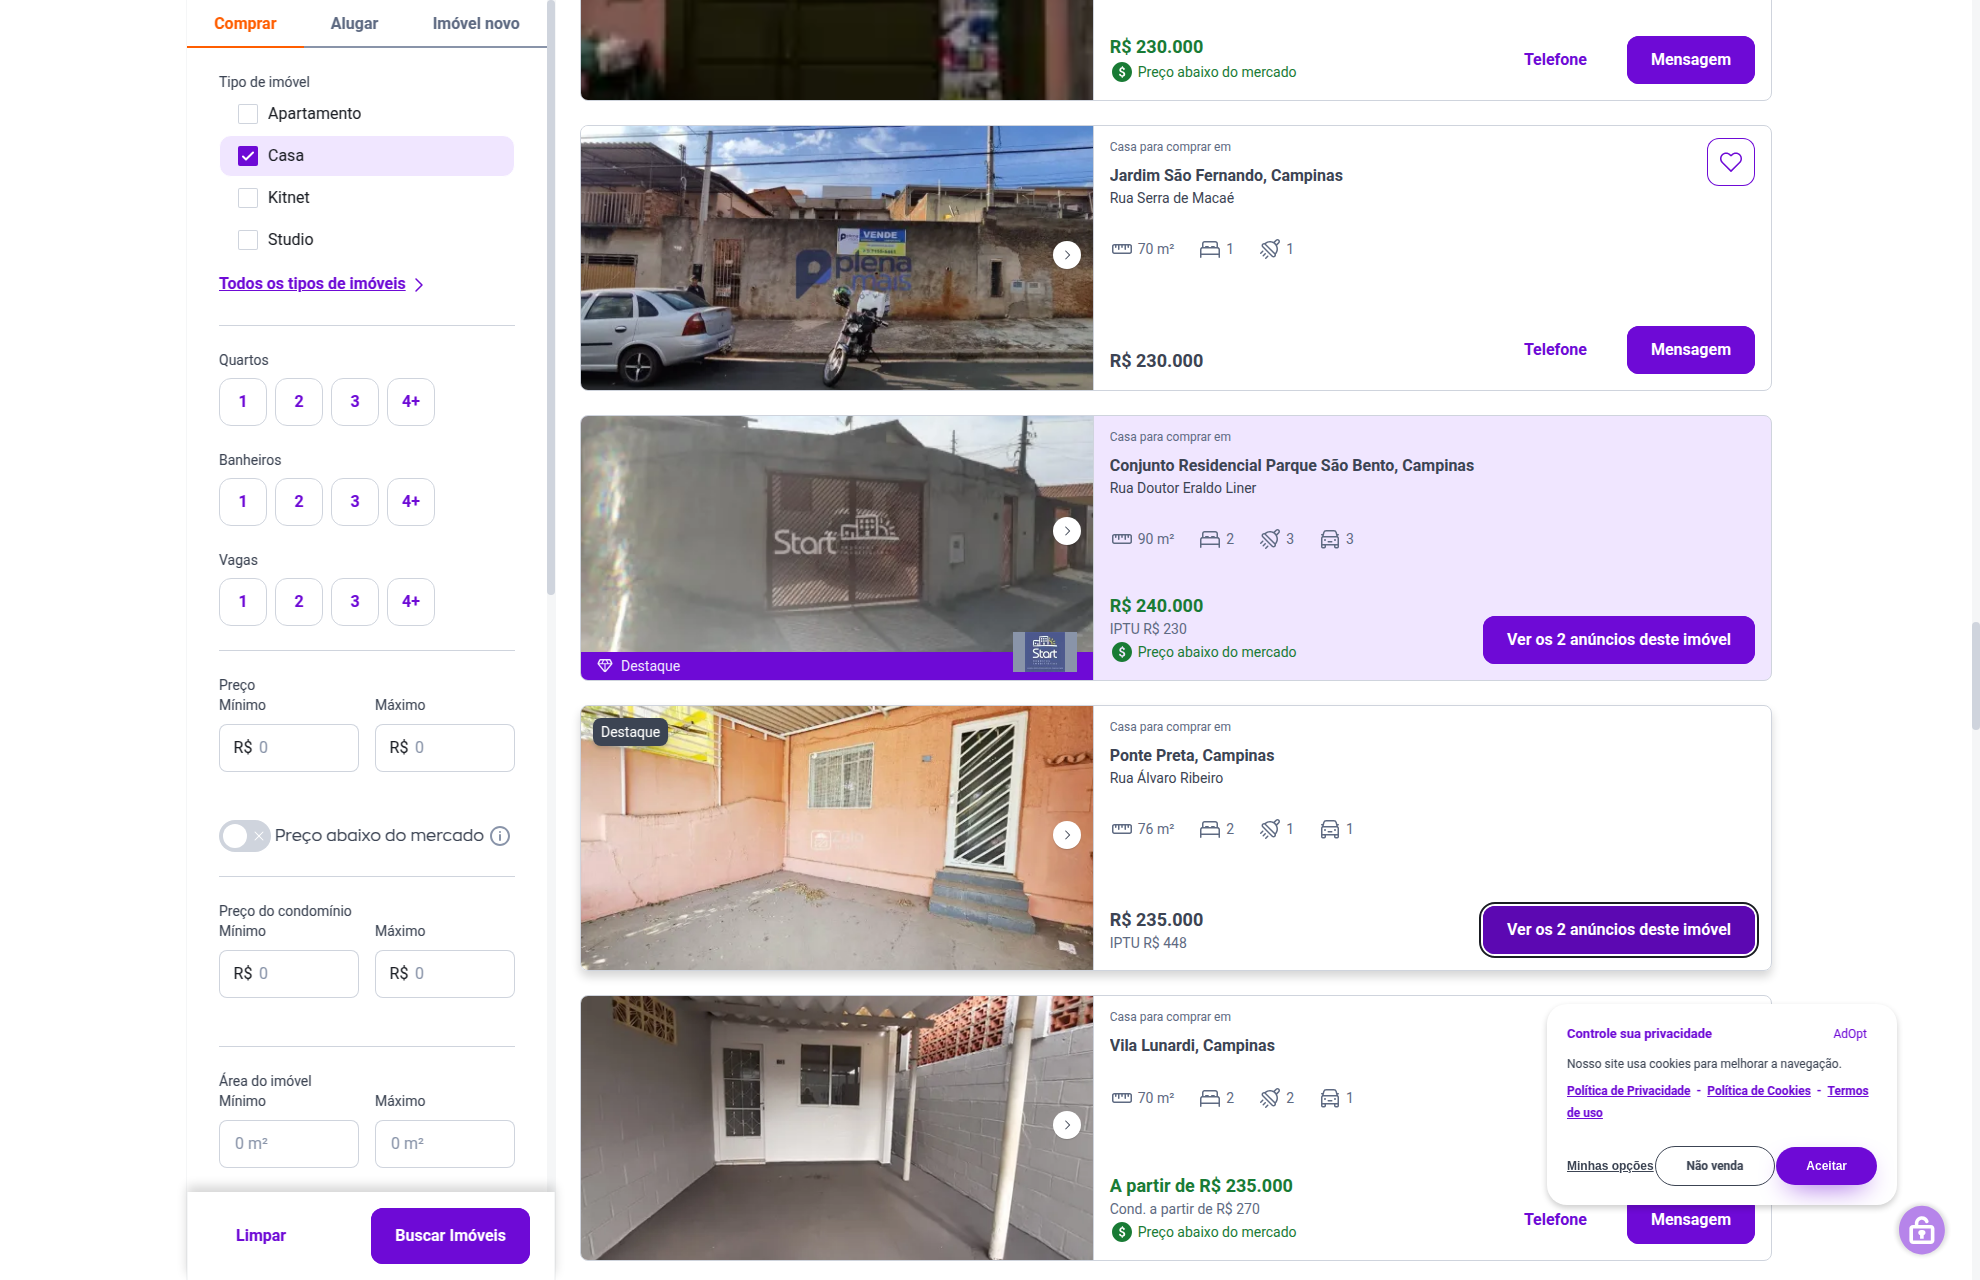 Comprar
Alugar
Imóvel novo
Tipo de imóvel
Apartamento
Casa
Kitnet
Studio
Todos os tipos de imóveis
Quartos
1
2
3
4+
Banheiros
1
2
3
4+
Vagas
1
2
3
4+
Preço
Mínimo
Máximo
R$ 0
R$ 0
Preço abaixo do mercado
Preço do condomínio
Mínimo
Máximo
R$ 0
R$ 0
Área do imóvel
Mínimo
Máximo
0 m²
0 m²
Limpar
Buscar Imóveis
R$ 230.000
Preço abaixo do mercado
Telefone
Mensagem
VENDE
plena
mais
Casa para comprar em
Jardim São Fernando, Campinas
Rua Serra de Macaé
70 m²
1
1
R$ 230.000
Telefone
Mensagem
Start
Destaque
Start
Casa para comprar em
Conjunto Residencial Parque São Bento, Campinas
Rua Doutor Eraldo Liner
90 m²
2
3
3
R$ 240.000
IPTU R$ 230
Preço abaixo do mercado
Ver os 2 anúncios deste imóvel
Destaque
Casa para comprar em
Ponte Preta, Campinas
Rua Álvaro Ribeiro
76 m²
2
1
1
R$ 235.000
IPTU R$ 448
Ver os 2 anúncios deste imóvel
Casa para comprar em
Vila Lunardi, Campinas
70 m²
2
2
1
A partir de R$ 235.000
Cond. a partir de R$ 270
Preço abaixo do mercado
Telefone
Mensagem
Controle sua privacidade
AdOpt
Nosso site usa cookies para melhorar a navegação.
Política de Privacidade - Política de Cookies - Termos
de uso
Minhas opções
Não venda
Aceitar